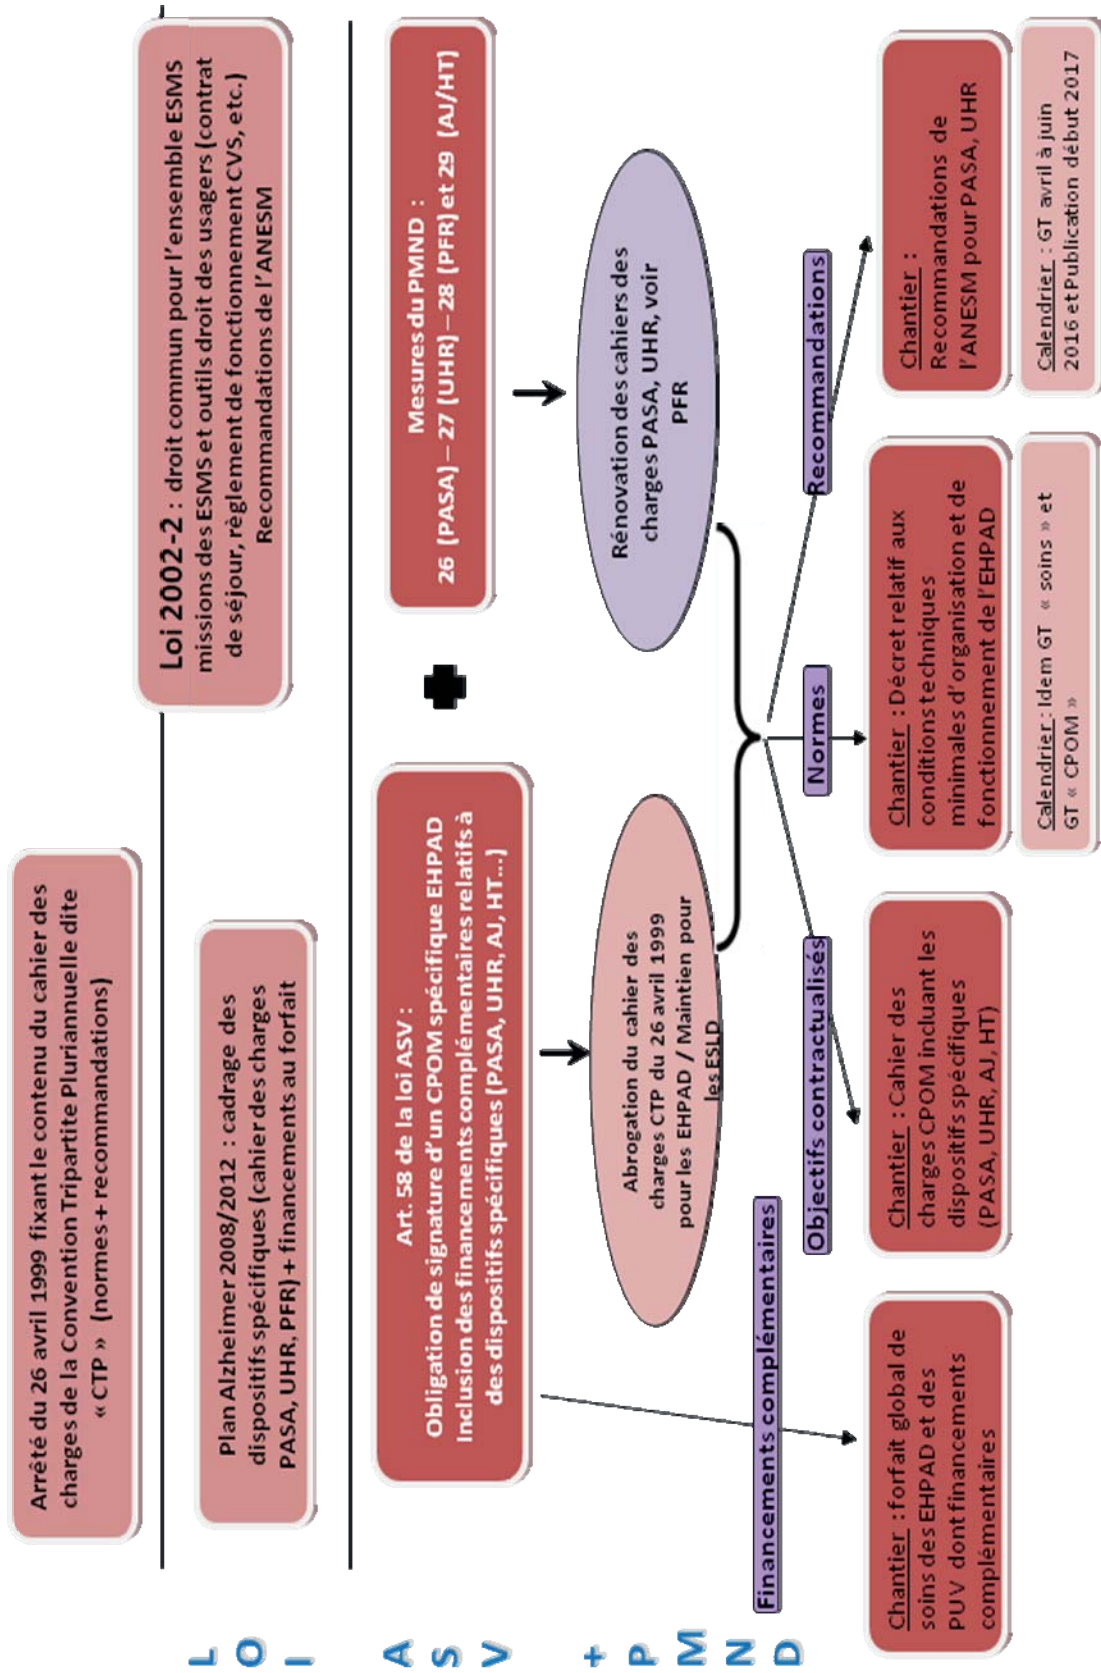 Arrêté du 26 avril 1999 fixant le contenu du cahier des
charges de la Convention Tripartite Pluriannuelle dite
« CTP » (normes + recommandations)
Loi 2002-2 : droit commun pour l'ensemble ESMS
missions des ESMS et outils droit des usagers (contrat
de séjour, règlement de fonctionnement CVS, etc.)
Recommandations de l'ANESM
Plan Alzheimer 2008/2012 : cadrage des
dispositifs spécifiques (cahier des charges
PASA, UHR, PFR) + financements au forfait
LOI
ASV
+
PMND
Art. 58 de la loi ASV :
Obligation de signature d'un CPOM spécifique EHPAD
Inclusion des financements complémentaires relatifs à
des dispositifs spécifiques (PASA, UHR, AJ, HT...)
Mesures du PMND :
26 (PASA) – 27 (UHR) – 28 (PFR) et 29 (AJ/HT)
Abrogation du cahier des
charges CTP du 26 avril 1999
pour les EHPAD / Maintien pour
les ESLD
Rénovation des cahiers des
charges PASA, UHR, voir
PFR
Financements complémentaires
Objectifs contractualisés
Normes
Recommandations
Chantier : forfait global de
soins des EHPAD et des
PUV dont financements
complémentaires
Chantier : Cahier des
charges CPOM incluant les
dispositifs spécifiques
(PASA, UHR, AJ, HT)
Chantier : Décret relatif aux
conditions techniques
minimales d'organisation et de
fonctionnement de l'EHPAD
Calendrier : Idem GT « soins » et
GT « CPOM »
Chantier :
Recommandations de
l'ANESM pour PASA, UHR
Calendrier : GT avril à juin
2016 et Publication début 2017